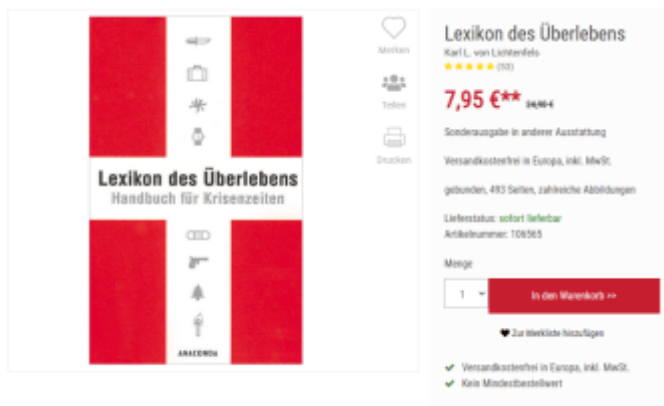 Lexikon des Überlebens
Handbuch für Krisenzeiten
ANACONDA
Merken
Teilen
Drucken
Lexikon des Überlebens
Karl L. von Lichtenfels
(53)
7,95 €**
Sonderausgabe in anderer Ausstattung
Versandkostenfrei in Europa, inkl. MwSt.
gebunden, 493 Seiten, zahlreiche Abbildungen
Lieferstatus: sofort lieferbar
Artikelnummer: 106565
Menge
1
In den Warenkorb >>
Zur Merkliste hinzufügen
Versandkostenfrei in Europa, inkl. MwSt.
Kein Mindestbestellwert